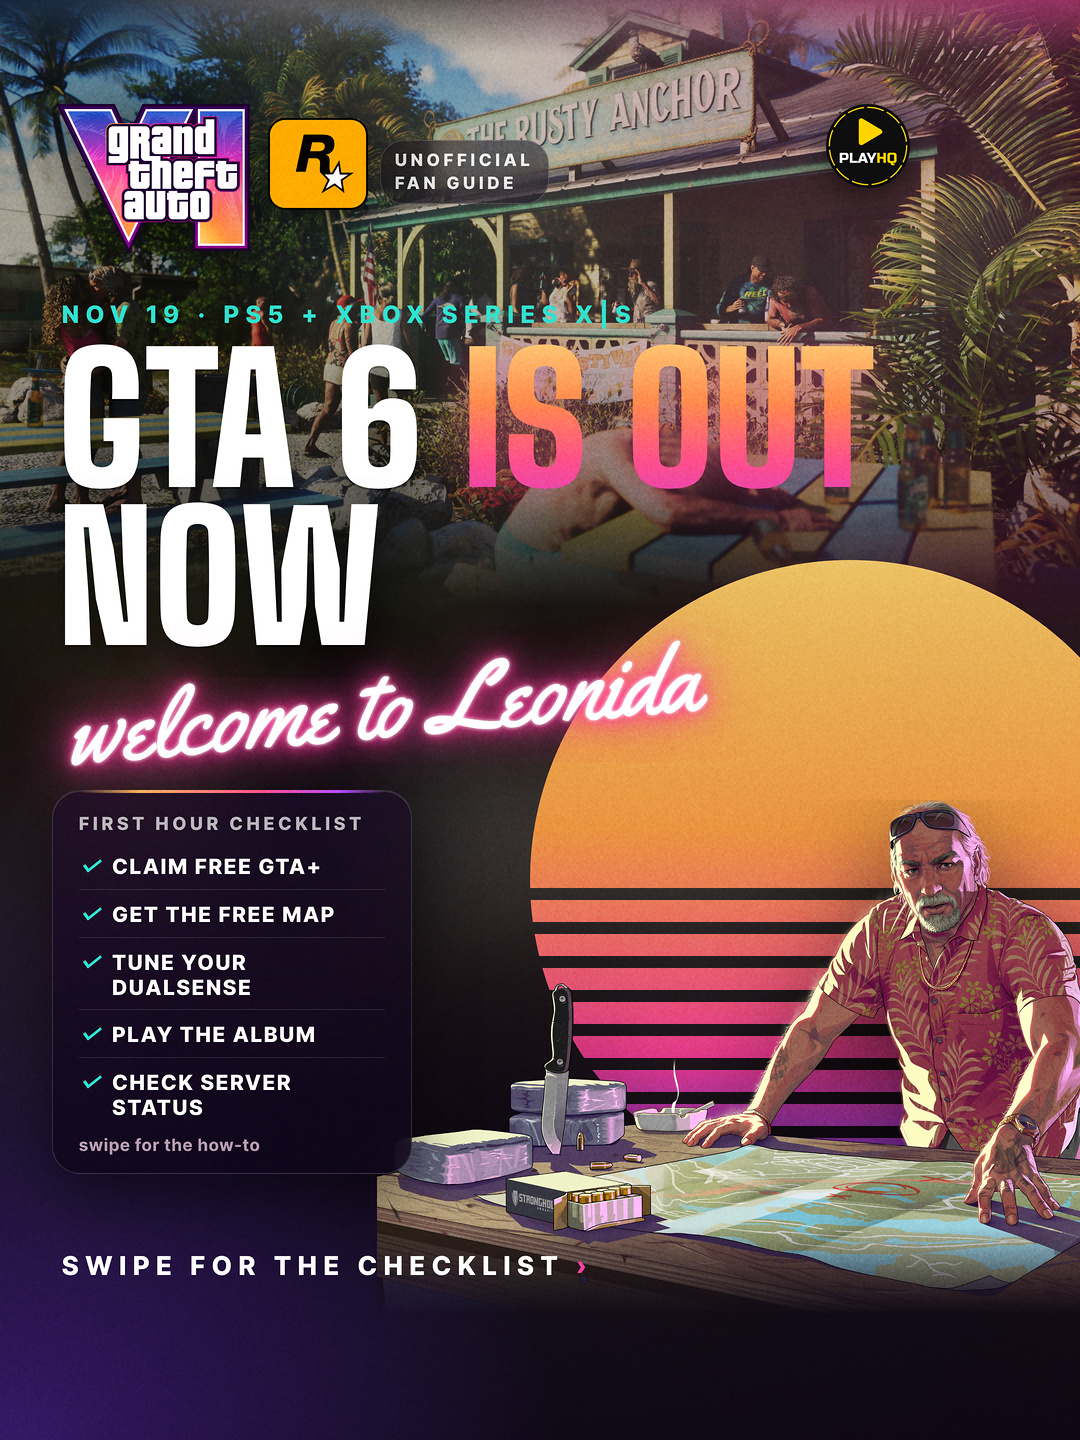 THE RUSTY ANCHOR
grand
theft
auto
VI
R
UNOFFICIAL
FAN GUIDE
PLAYHQ
NOV 19 · PS5 + XBOX SERIES X|S
GTA 6 IS OUT
NOW
welcome to Leonida
FIRST HOUR CHECKLIST
CLAIM FREE GTA+
GET THE FREE MAP
TUNE YOUR
DUALSENSE
PLAY THE ALBUM
CHECK SERVER
STATUS
swipe for the how-to
STRONGHOL
SWIPE FOR THE CHECKLIST ›